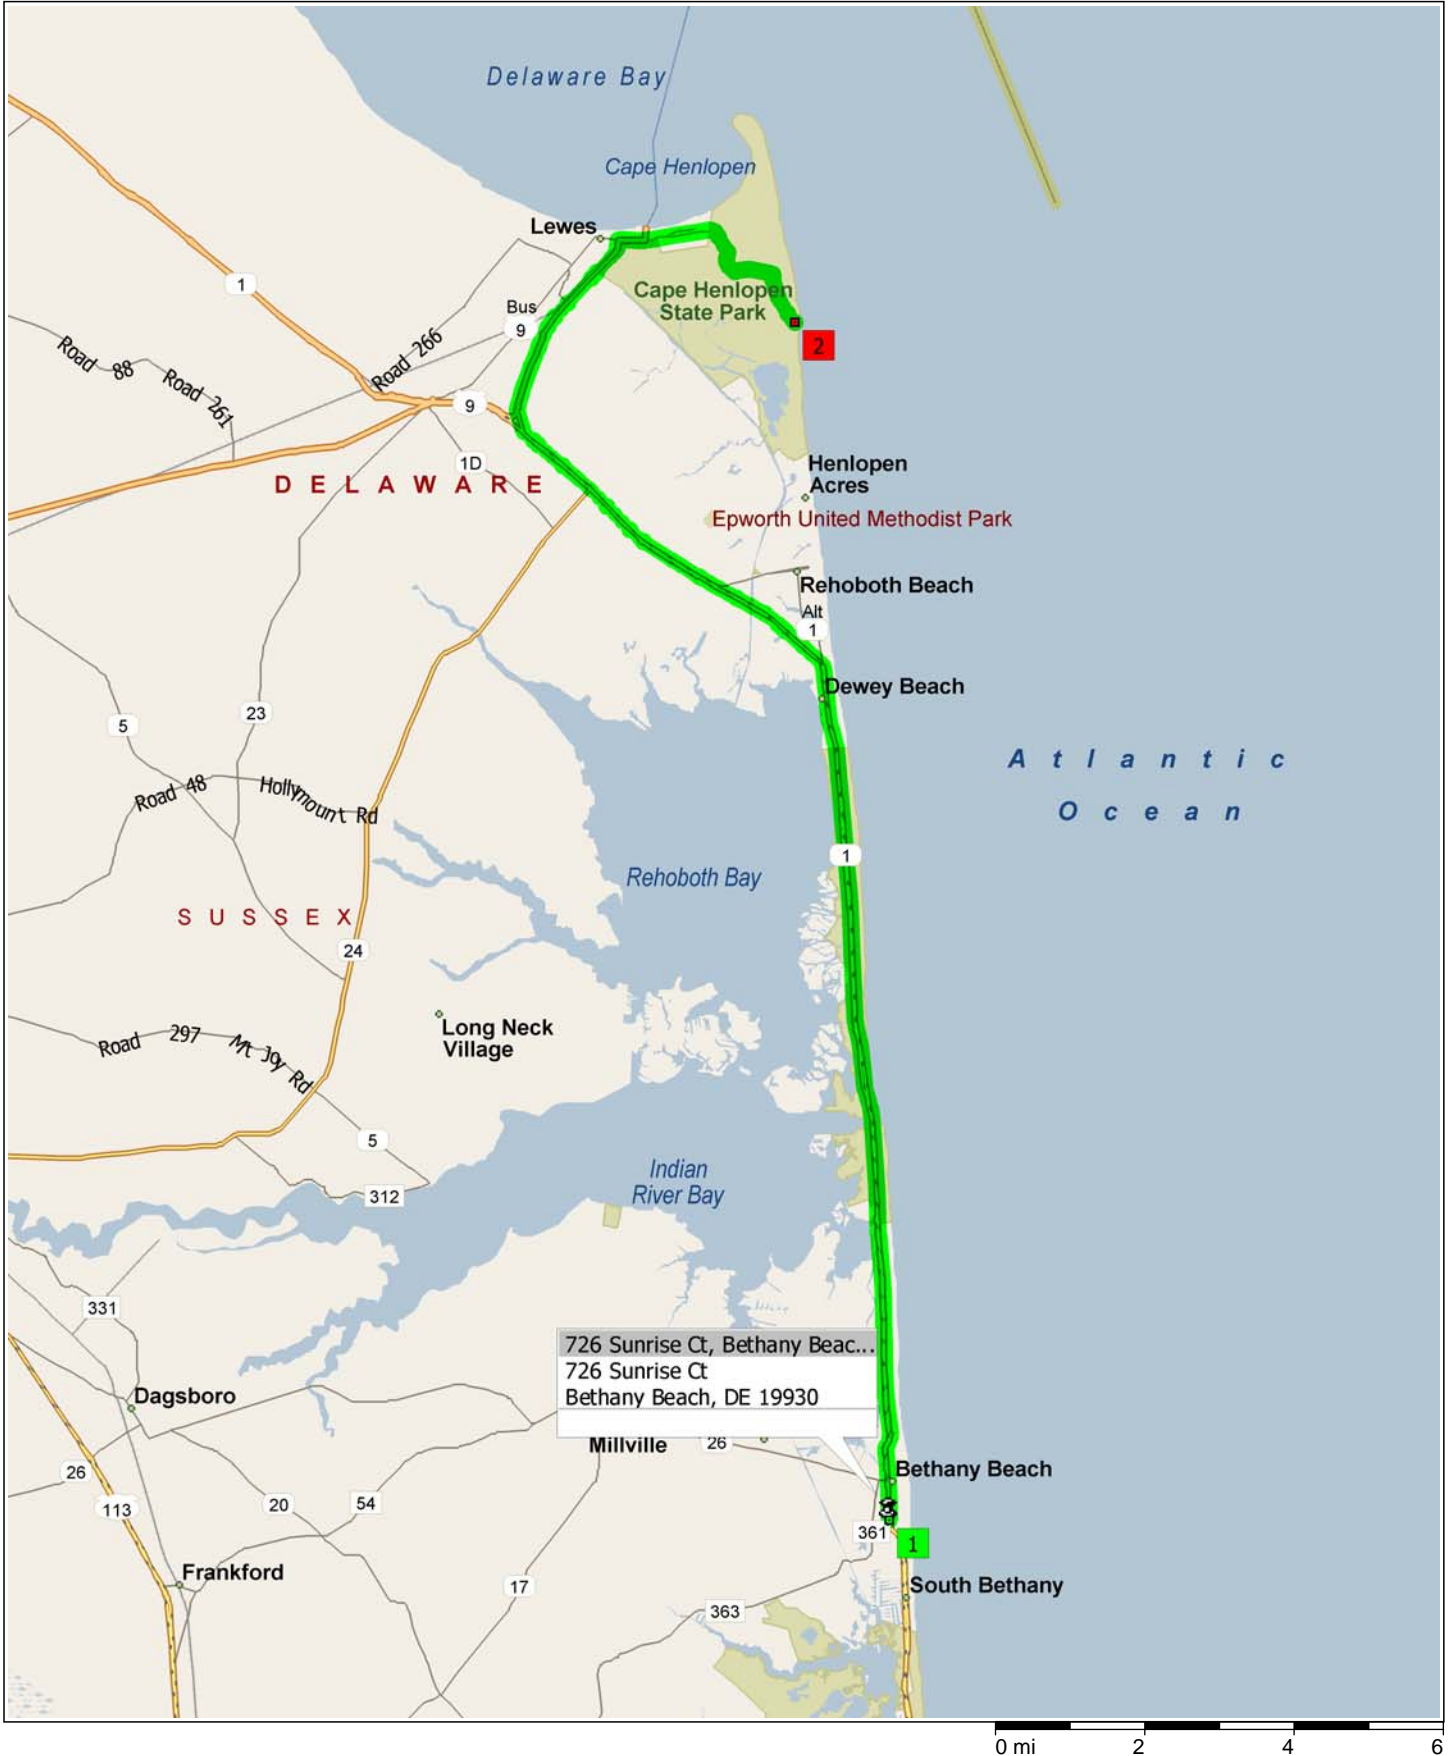 Delaware Bay
Cape Henlopen
Lewes
1
Cape Henlopen
State Park
Bus
9
2
Road 266
Road 88
Road 261
9
1D
Henlopen
Acres
DELAWARE
Epworth United Methodist Park
Rehoboth Beach
Alt
1
Dewey Beach
23
5
Atlantic
Ocean
Road 48
Hollymount Rd
1
Rehoboth Bay
SUSSEX
24
Long Neck
Village
Road 297
Mt Joy Rd
5
Indian
River Bay
312
331
726 Sunrise Ct, Bethany Beac...
726 Sunrise Ct
Bethany Beach, DE 19930
Dagsboro
Millville
26
Bethany Beach
26
20
54
113
361
1
Frankford
17
South Bethany
363
0 mi
2
4
6